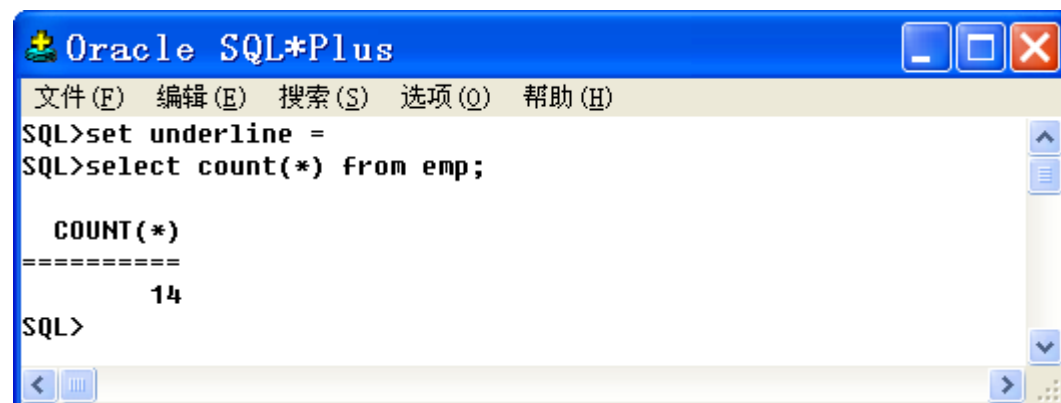 Oracle SQL*Plus
文件(F) 编辑(E) 搜索(S) 选项(O) 帮助(H)
SQL>set underline =
SQL>select count(*) from emp;
COUNT(*)
==========
14
SQL>